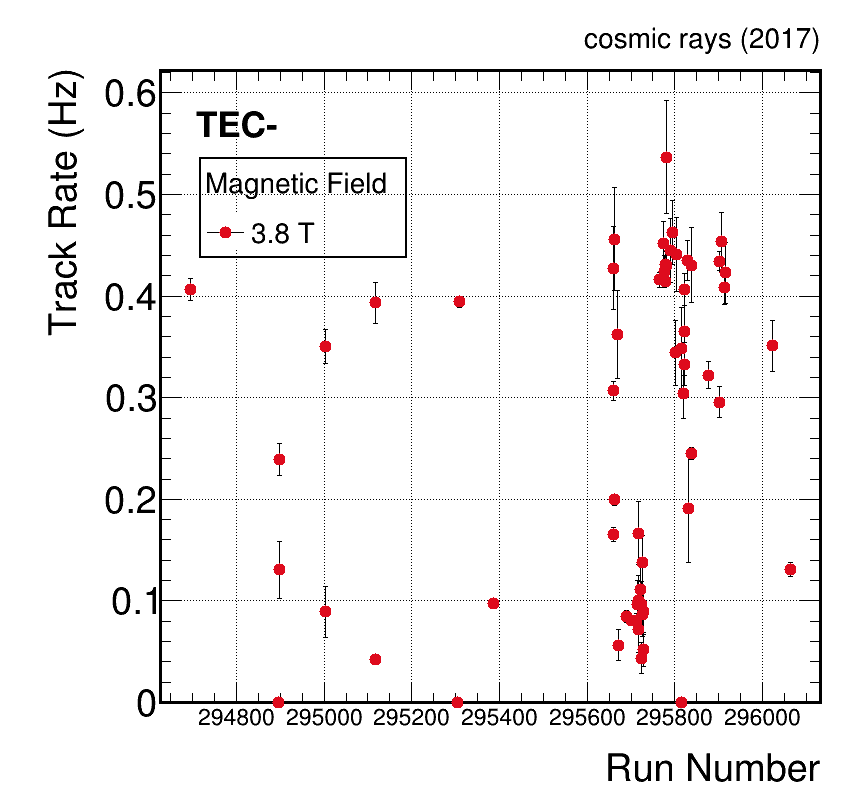 cosmic rays (2017)
Track Rate (Hz)
0.6
0.5
0.4
0.3
0.2
0.1
0
TEC-
Magnetic Field
3.8 T
294800 295000 295200 295400 295600 295800 296000
Run Number